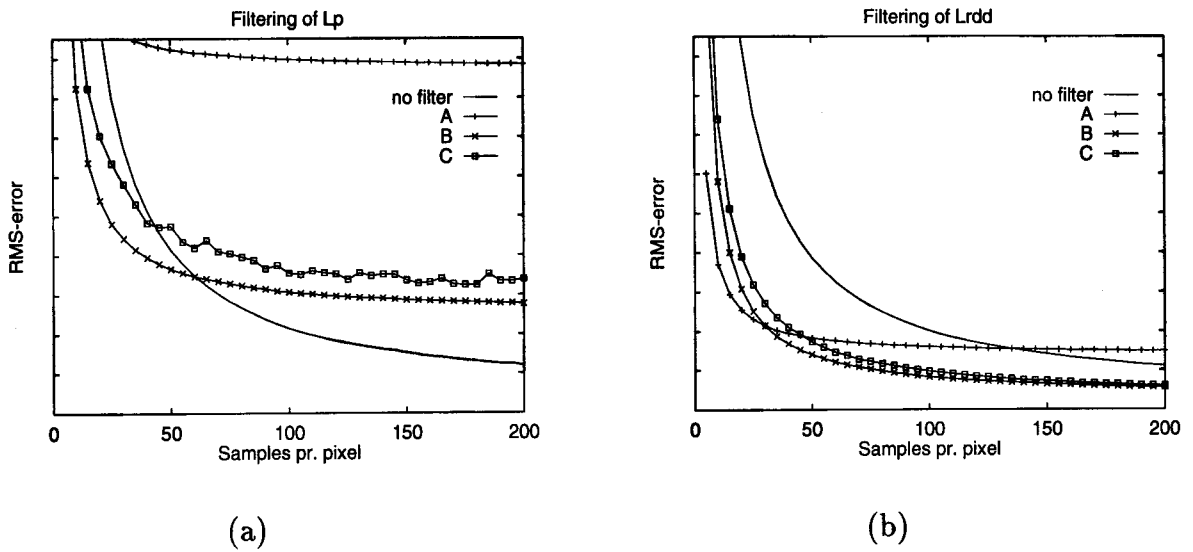 Filtering of Lp
no filter
A
B
C
RMS-error
0
50
100
150
200
Samples pr. pixel
(a)
Filtering of Lrdd
no filter
A
B
C
RMS-error
0
50
100
150
200
Samples pr. pixel
(b)